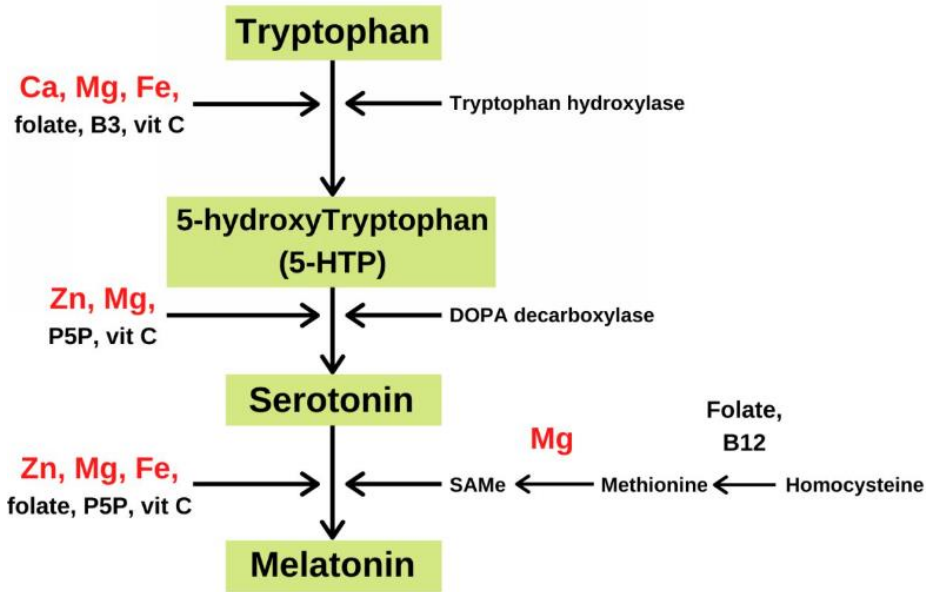 Tryptophan
Ca, Mg, Fe,
folate, B3, vit C
Tryptophan hydroxylase
5-hydroxyTryptophan
(5-HTP)
Zn, Mg,
P5P, vit C
DOPA decarboxylase
Serotonin
Folate,
B12
Mg
Zn, Mg, Fe,
folate, P5P, vit C
SAMe
Methionine
Homocysteine
Melatonin